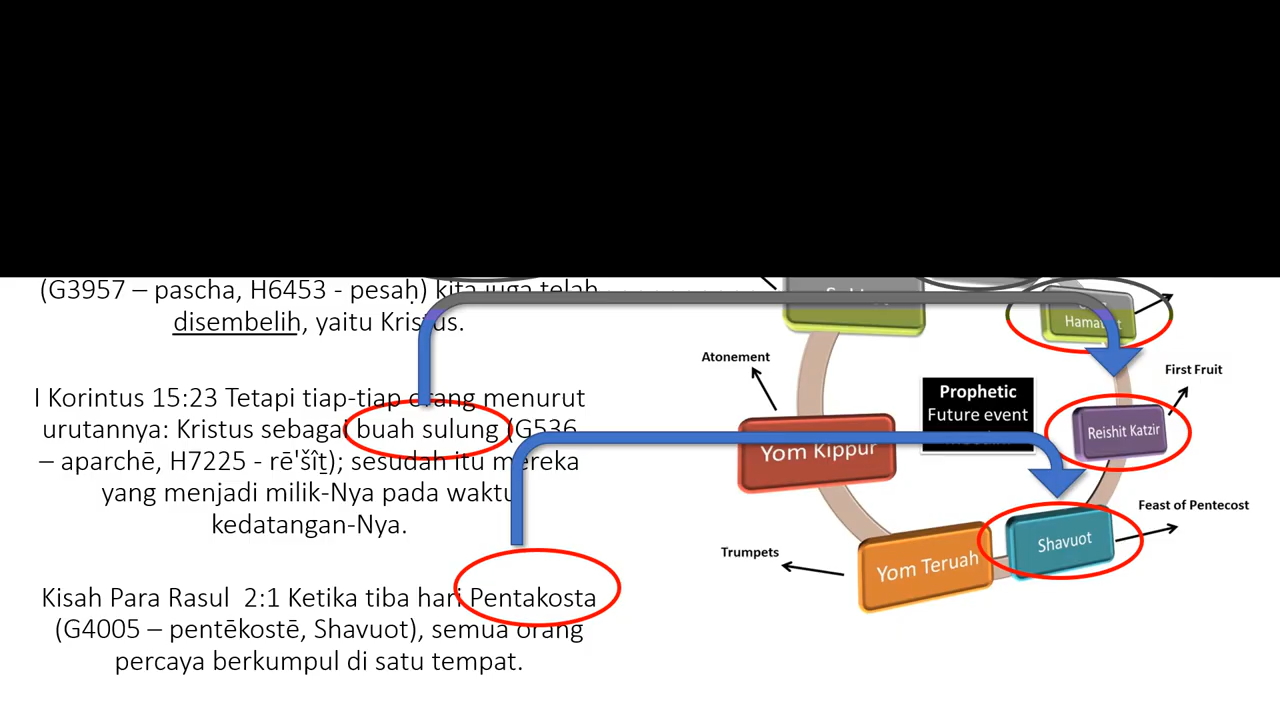 (G3957 – pascha, H6453 - pesaḥ) kita juga telah
disembelih, yaitu Kristus.
I Korintus 15:23 Tetapi tiap-tiap orang menurut
urutannya: Kristus sebagai buah sulung (G536
– aparchē, H7225 - rē'šîṯ); sesudah itu mereka
yang menjadi milik-Nya pada waktu
kedatangan-Nya.
Kisah Para Rasul 2:1 Ketika tiba hari Pentakosta
(G4005 – pentēkostē, Shavuot), semua orang
percaya berkumpul di satu tempat.
Atonement
Prophetic
Future event
First Fruit
Reishit Katzir
Yom Kippur
Feast of Pentecost
Shavuot
Trumpets
Yom Teruah